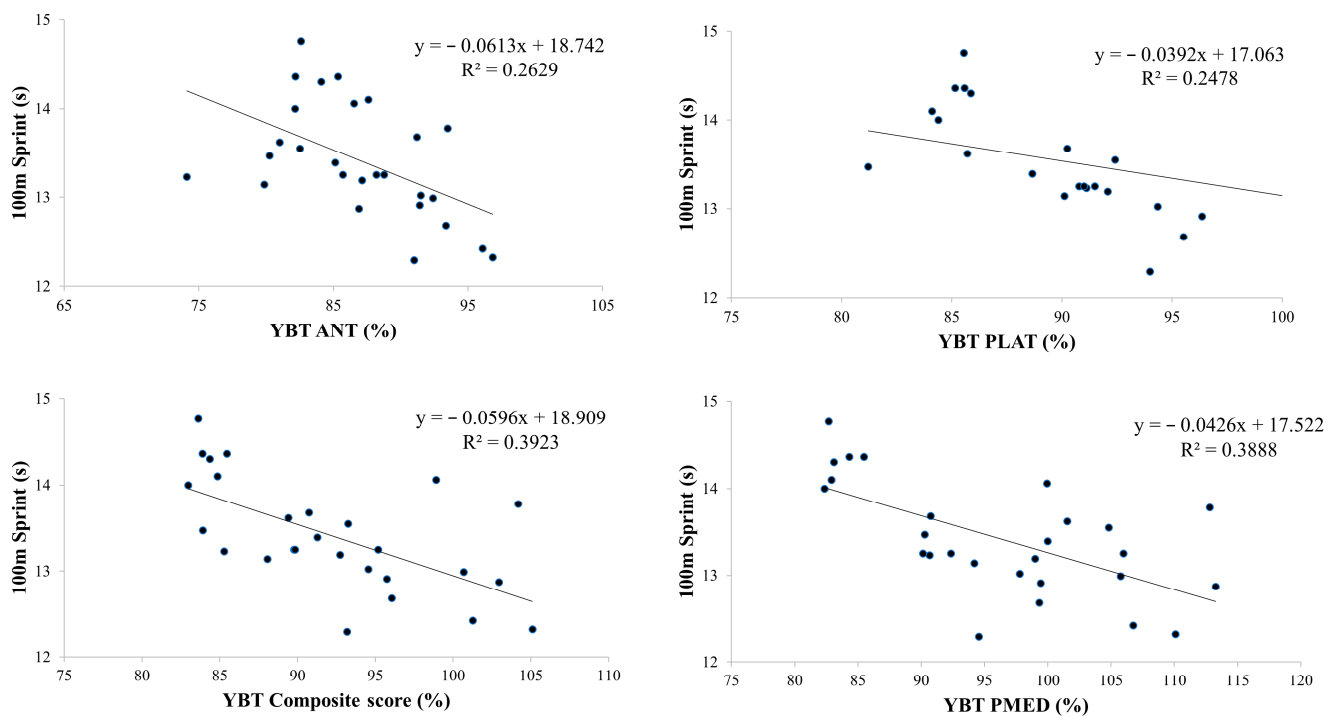 y = − 0.0613x + 18.742
R² = 0.2629
100m Sprint (s)
15
14
13
12
65 75 85 95 105
YBT ANT (%)
y = − 0.0392x + 17.063
R² = 0.2478
100m Sprint (s)
15
14
13
12
75 80 85 90 95 100
YBT PLAT (%)
y = − 0.0596x + 18.909
R² = 0.3923
100m Sprint (s)
15
14
13
12
75 80 85 90 95 100 105 110
YBT Composite score (%)
y = − 0.0426x + 17.522
R² = 0.3888
100m Sprint (s)
15
14
13
12
75 80 85 90 95 100 105 110 115 120
YBT PMED (%)